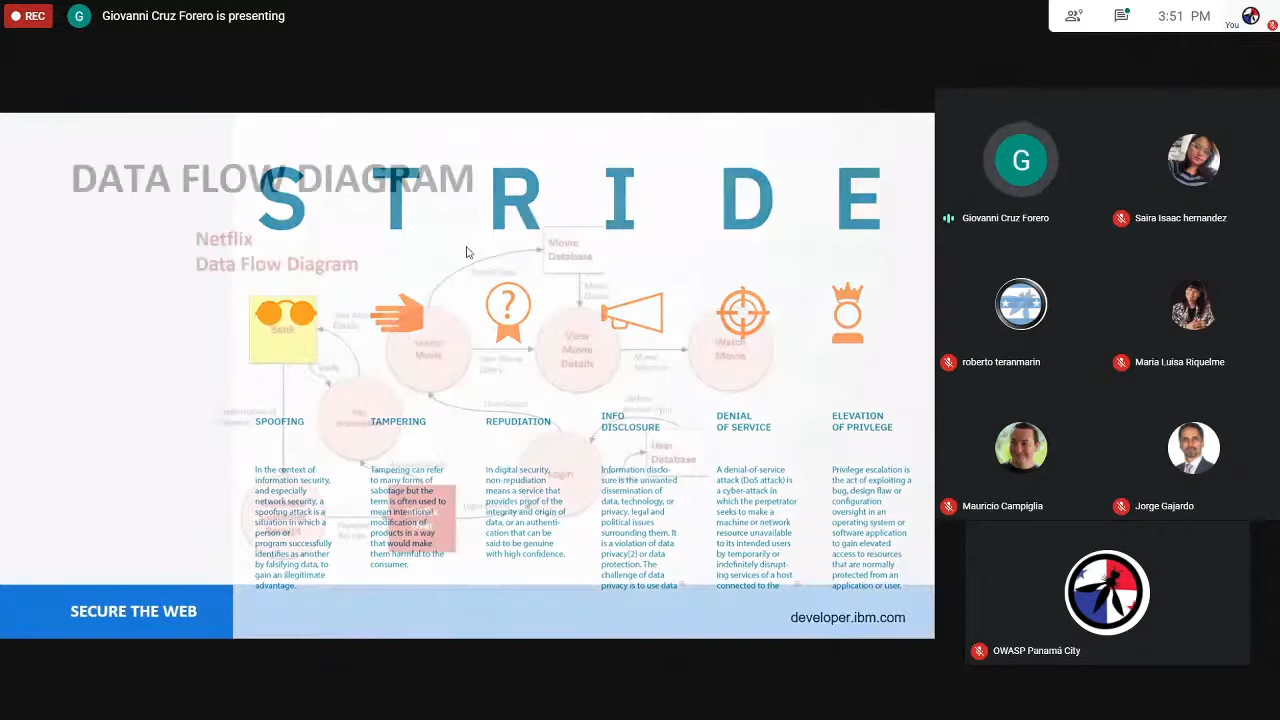 REC
G
Giovanni Cruz Forero is presenting
9
3:51 PM
You
DATA FLOW DIAGRAM
S T R I D E
Netflix
Data Flow Diagram
Movie
Database
Bank
View
Movie
Details
Watch
Movie
Login
User
Database
SPOOFING
TAMPERING
REPUDIATION
INFO
DISCLOSURE
DENIAL
OF SERVICE
ELEVATION
OF PRIVLEGE
In the context of
information security,
and especially
network security, a
spoofing attack is a
situation in which a
person or
program successfully
identifies as another
by falsifying data, to
gain an illegitimate
advantage.
Tampering can refer
to many forms of
sabotage but the
term is often used to
mean intentional
modification of
products in a way
that would make
them harmful to the
consumer.
In digital security,
non-repudiation
means a service that
provides proof of the
integrity and origin of
data, or an authenti-
cation that can be
said to be genuine
with high confidence.
Information disclo-
sure is the unwanted
dissemination of
data, technology, or
privacy, legal and
political issues
surrounding them. It
is a violation of data
privacy[2] or data
protection. The
challenge of data
privacy is to use data
A denial-of-service
attack (DoS attack) is
a cyber-attack in
which the perpetrator
seeks to make a
machine or network
resource unavailable
to its intended users
by temporarily or
indefinitely disrupt-
ing services of a host
connected to the
Privilege escalation is
the act of exploiting a
bug, design flaw or
configuration
oversight in an
operating system or
software application
to gain elevated
access to resources
that are normally
protected from an
application or user.
SECURE THE WEB
developer.ibm.com
G
Giovanni Cruz Forero
Saira Isaac hernandez
roberto teranmarin
Maria Luisa Riquelme
Mauricio Campiglia
Jorge Gajardo
OWASP Panamá City